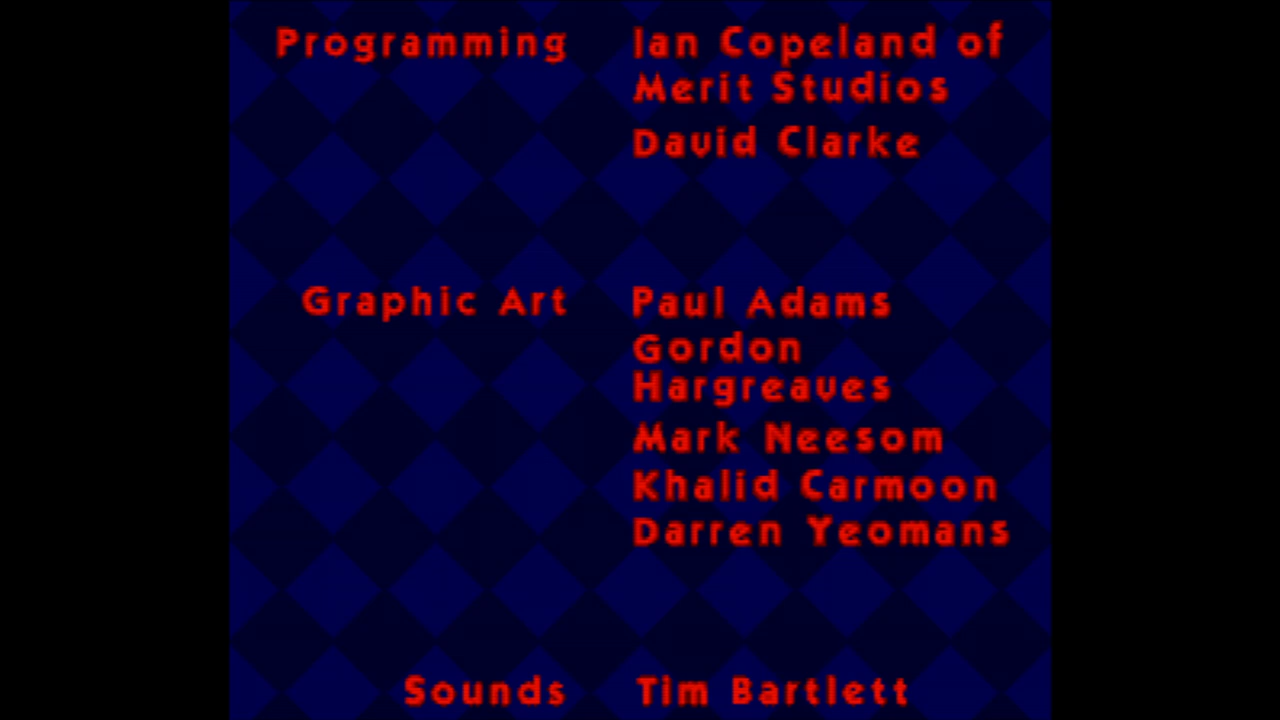 Programming Ian Copeland of
Merit Studios
David Clarke
Graphic Art Paul Adams
Gordon
Hargreaves
Mark Neesom
Khalid Carmoon
Darren Yeomans
Sounds Tim Bartlett